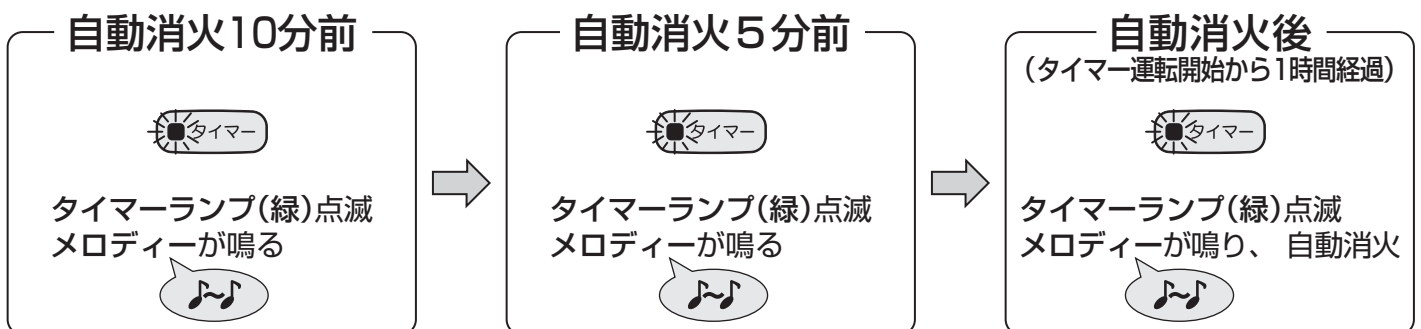 自動消火10分前
タイマー
タイマーランプ(緑)点滅
メロディーが鳴る
自動消火5分前
タイマー
タイマーランプ(緑)点滅
メロディーが鳴る
自動消火後
(タイマー運転開始から1時間経過)
タイマー
タイマーランプ(緑)点滅
メロディーが鳴り、 自動消火